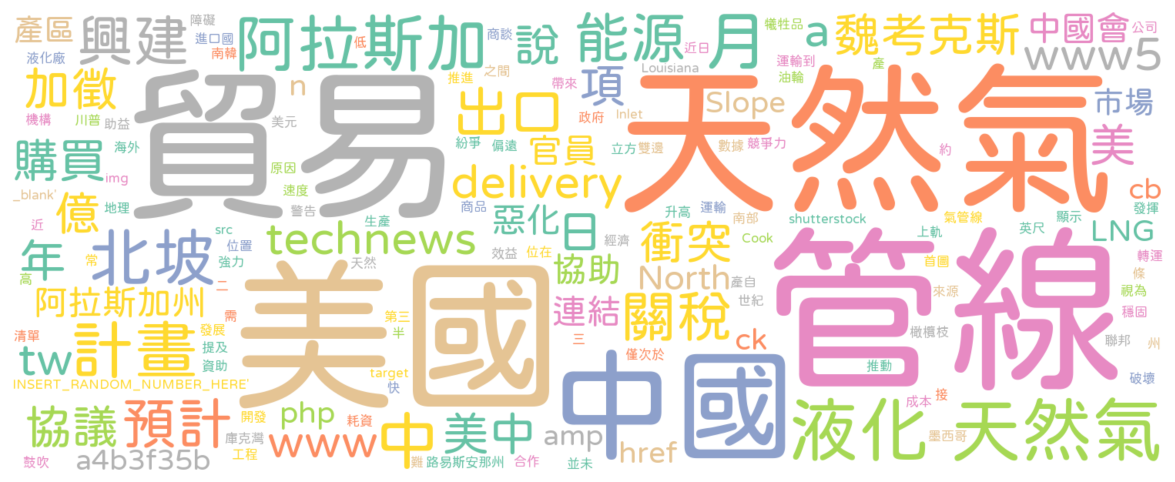 產區
興建
障礙
進口國
南韓
阿拉斯加
低
商談
說
能源
近日
月
犧牲品
a
魏考克斯
中國會
公司
www5
液化廠
加徵
機構
川普
助益
n
貿易
美元
推進
之間
出口
帶來
項
Louisiana
運輸到
油輪
產
Slope
政府
Inlet
天然氣
市場
美
購買
海外
img
原因
速度
紛爭
偏遠
官員
立方
雙邊
數據
競爭力
約
_blank'
億
地理
近
警告
delivery
cb
發揮
商品
升高
運輸
南部
shutterstock
氣管線
顯示
src
位置
強力
生產
惡化
日
衝突
Cook
上軌
英尺
LNG
年
常
高
北坡
二
technews
天然
效益
位在
經濟
協助
North
產自
世紀
管線
首圖
來源
轉運
條
視為
穩固
阿拉斯加州
需
美國
第三
半
連結
三
關稅
ck
橄欖枝
聯邦
州
清單
tw
計畫
發展
提及
資助
INSERT_RANDOM_NUMBER_HERE'
target
快
僅次於
推動
破壞
中國
協議
預計
開發
php
耗資
中
美中
amp
href
液化
成本
接
墨西哥
天然氣
鼓吹
a4b3f35b
庫克灣
工程
www
難
路易斯安那州
合作
並未